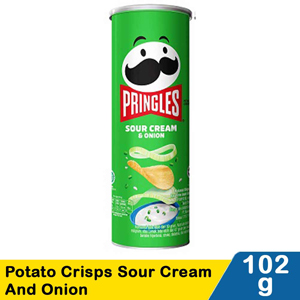 PRINGLES
SOUR CREAM
& ONION
Potato Crisps Sour Cream
And Onion
102
g